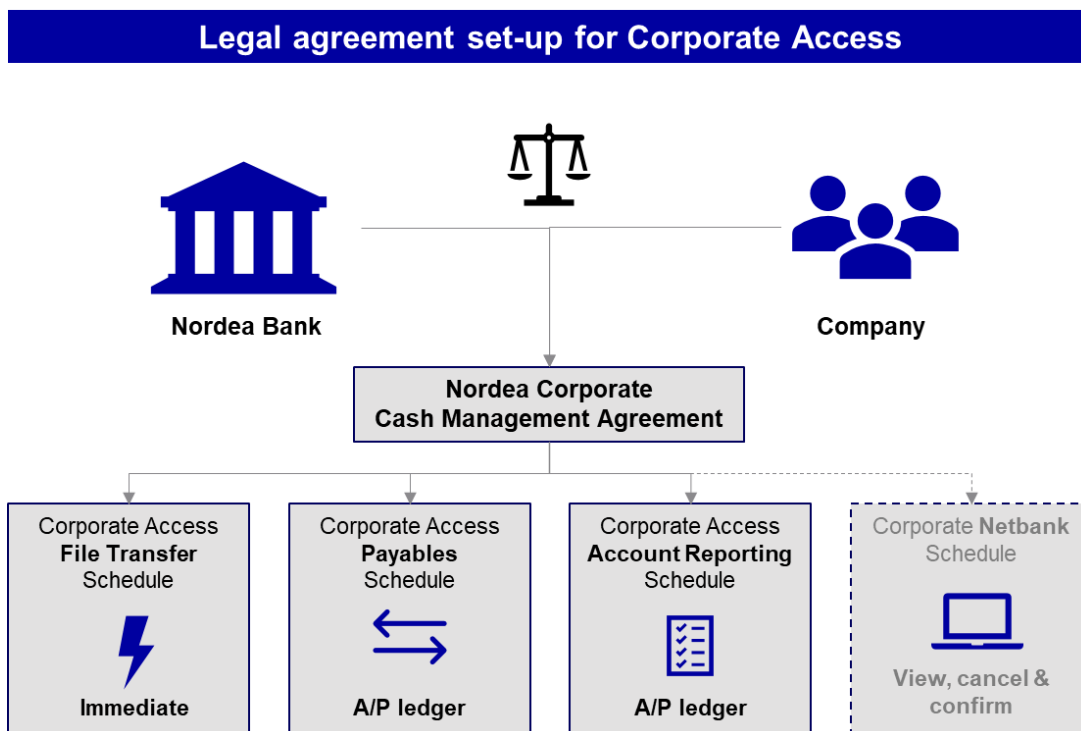 Legal agreement set-up for Corporate Access
Nordea Bank
Company
Nordea Corporate
Cash Management Agreement
Corporate Access
File Transfer
Schedule
Immediate
Corporate Access
Payables
Schedule
A/P ledger
Corporate Access
Account Reporting
Schedule
A/P ledger
Corporate Netbank
Schedule
View, cancel &
confirm